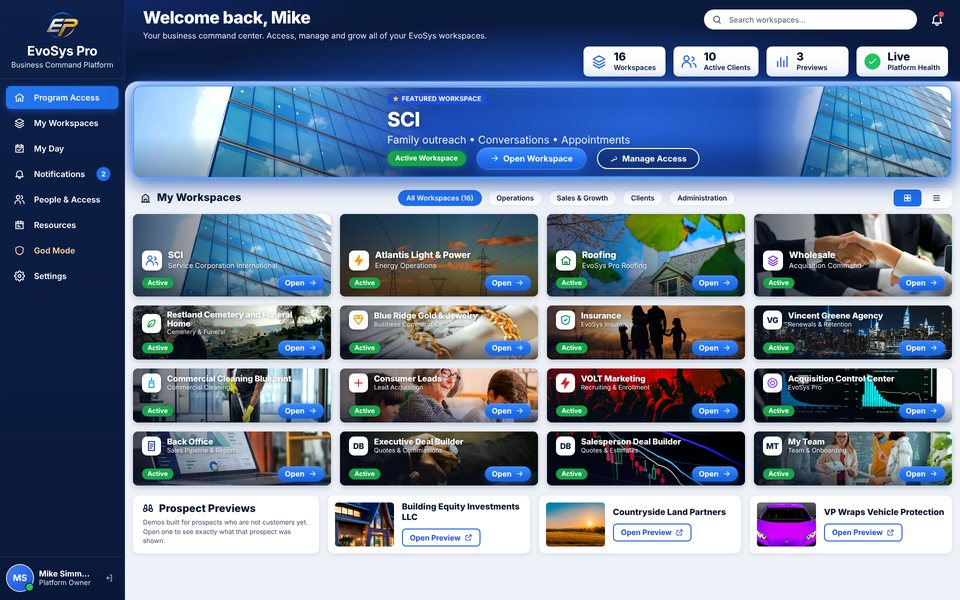 EP
EvoSys Pro
Business Command Platform
Program Access
My Workspaces
My Day
Notifications
2
People & Access
Resources
God Mode
Settings
MS
Mike Simm...
Platform Owner
Welcome back, Mike
Your business command center. Access, manage and grow all of your EvoSys workspaces.
Search workspaces...
16
Workspaces
10
Active Clients
3
Previews
Live
Platform Health
FEATURED WORKSPACE
SCI
Family outreach • Conversations • Appointments
Active Workspace
Open Workspace
Manage Access
My Workspaces
All Workspaces (16)
Operations
Sales & Growth
Clients
Administration
SCI
Service Corporation International
Active
Open
Atlantis Light & Power
Energy Operations
Active
Open
Roofing
EvoSys Pro Roofing
Active
Open
Wholesale
Acquisition Command
Active
Open
Restland Cemetery and Funeral
Home
Cemetery & Funeral
Active
Open
Blue Ridge Gold & Jewelry
Business Command Center
Active
Open
Insurance
EvoSys Insurance
Active
Open
VG
Vincent Greene Agency
Renewals & Retention
Active
Open
Commercial Cleaning Blueprint
Commercial Cleaning
Active
Open
Consumer Leads
Lead Acquisition
Active
Open
VOLT Marketing
Recruiting & Enrollment
Active
Open
Acquisition Control Center
EvoSys Pro
Active
Open
Back Office
Sales Pipeline & Reports
Active
Open
DB
Executive Deal Builder
Quotes & Commissions
Active
Open
DB
Salesperson Deal Builder
Quotes & Estimates
Active
Open
MT
My Team
Team & Onboarding
Active
Open
Prospect Previews
Demos built for prospects who are not customers yet.
Open one to see exactly what that prospect was
shown.
Building Equity Investments
LLC
Open Preview
Countryside Land Partners
Open Preview
VP Wraps Vehicle Protection
Open Preview